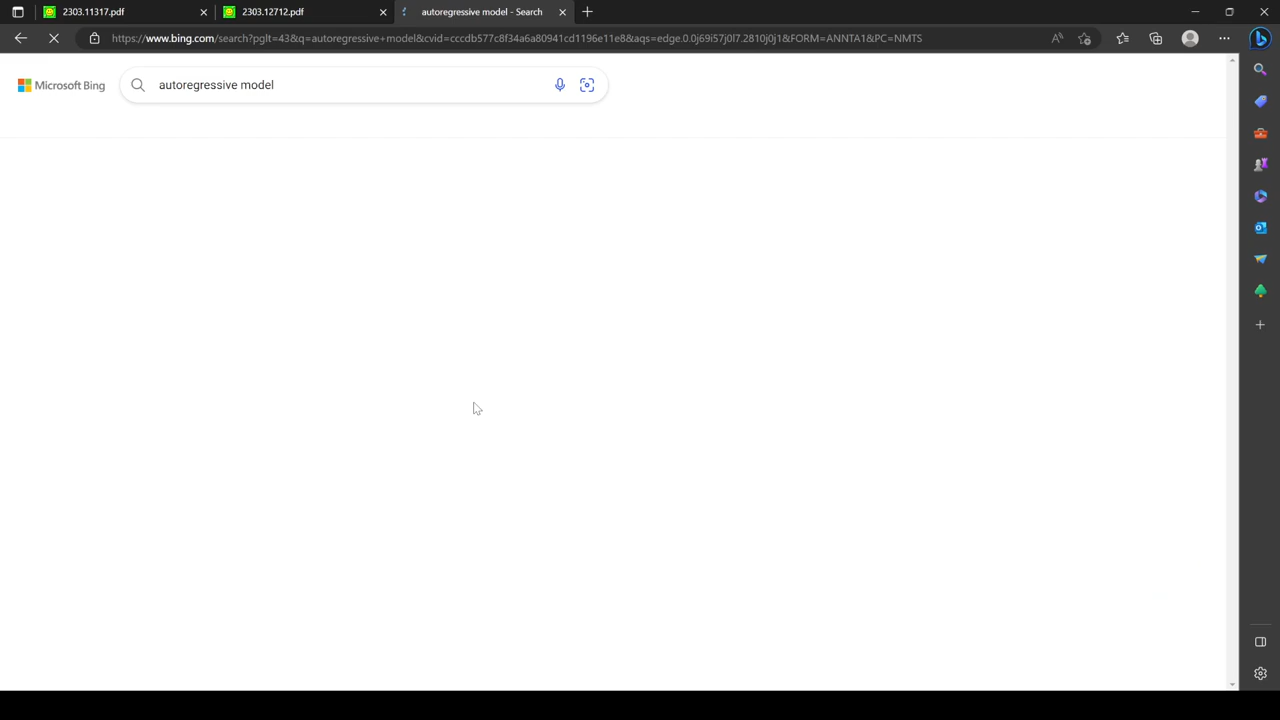 2303.11317.pdf
2303.12712.pdf
autoregressive model - Search
https://www.bing.com/search?pglt=43&q=autoregressive+model&cvid=cccdb577c8f34a6a80941cd1196e11e8&aqs=edge.0.0j69i57j0l7.2810j0j1&FORM=ANNTA1&PC=NMTS
Microsoft Bing
autoregressive model